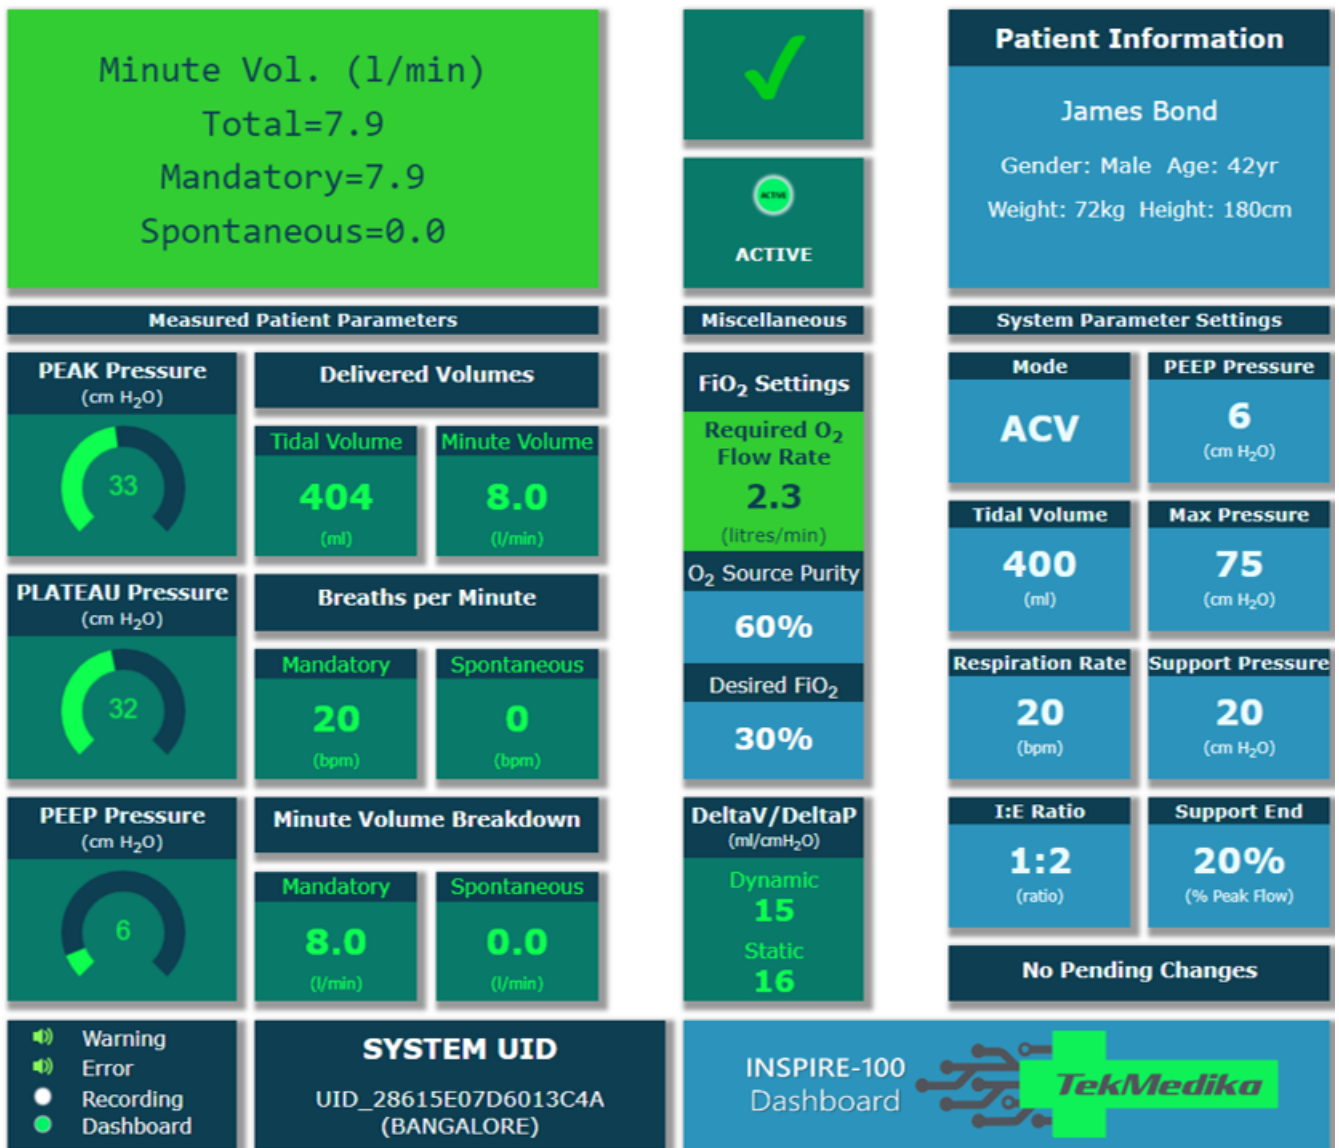 Minute Vol. (l/min)
Total=7.9
Mandatory=7.9
Spontaneous=0.0
ACTIVE
ACTIVE
Patient Information
James Bond
Gender: Male Age: 42yr
Weight: 72kg Height: 180cm
Measured Patient Parameters
PEAK Pressure
(cm H₂O)
33
Delivered Volumes
Tidal Volume
404
(ml)
Minute Volume
8.0
(l/min)
PLATEAU Pressure
(cm H₂O)
32
Breaths per Minute
Mandatory
20
(bpm)
Spontaneous
0
(bpm)
PEEP Pressure
(cm H₂O)
6
Minute Volume Breakdown
Mandatory
8.0
(l/min)
Spontaneous
0.0
(l/min)
Miscellaneous
FiO₂ Settings
Required O₂
Flow Rate
2.3
(litres/min)
O₂ Source Purity
60%
Desired FiO₂
30%
DeltaV/DeltaP
(ml/cmH₂O)
Dynamic
15
Static
16
System Parameter Settings
Mode
ACV
PEEP Pressure
6
(cm H₂O)
Tidal Volume
400
(ml)
Max Pressure
75
(cm H₂O)
Respiration Rate
20
(bpm)
Support Pressure
20
(cm H₂O)
I:E Ratio
1:2
(ratio)
Support End
20%
(% Peak Flow)
No Pending Changes
Warning
Error
Recording
Dashboard
SYSTEM UID
UID_28615E07D6013C4A
(BANGALORE)
INSPIRE-100
Dashboard
TekMedika